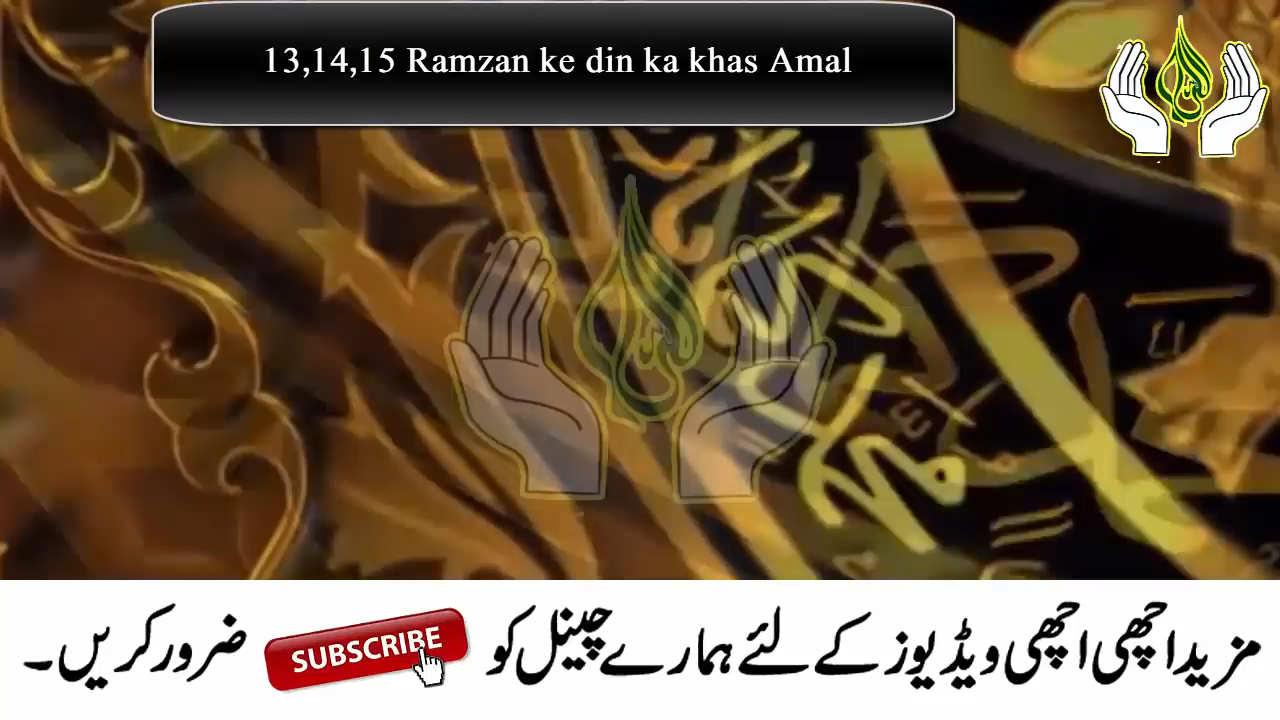 13,14,15 Ramzan ke din ka khas Amal
مزید اچھی اچھی ویڈیوز کے لئے ہمارے چینل کو SUBSCRIBE ضرور کریں۔